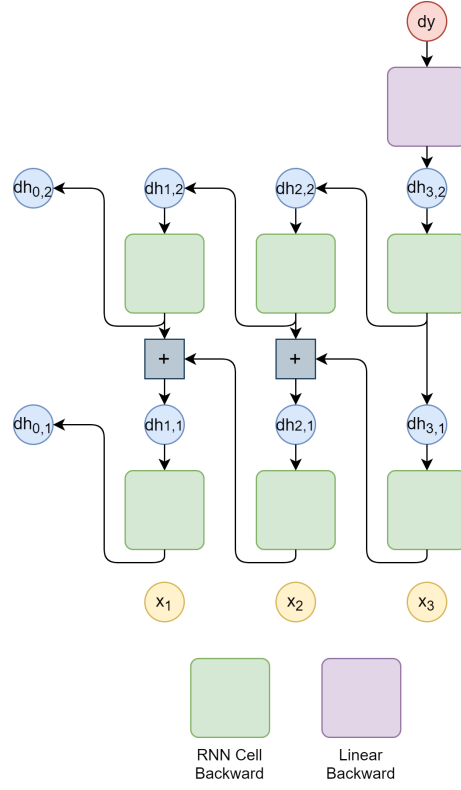 dy
dh0,2 dh1,2 dh2,2 dh3,2
+ +
dh0,1 dh1,1 dh2,1 dh3,1
x1 x2 x3
RNN Cell Linear
Backward Backward